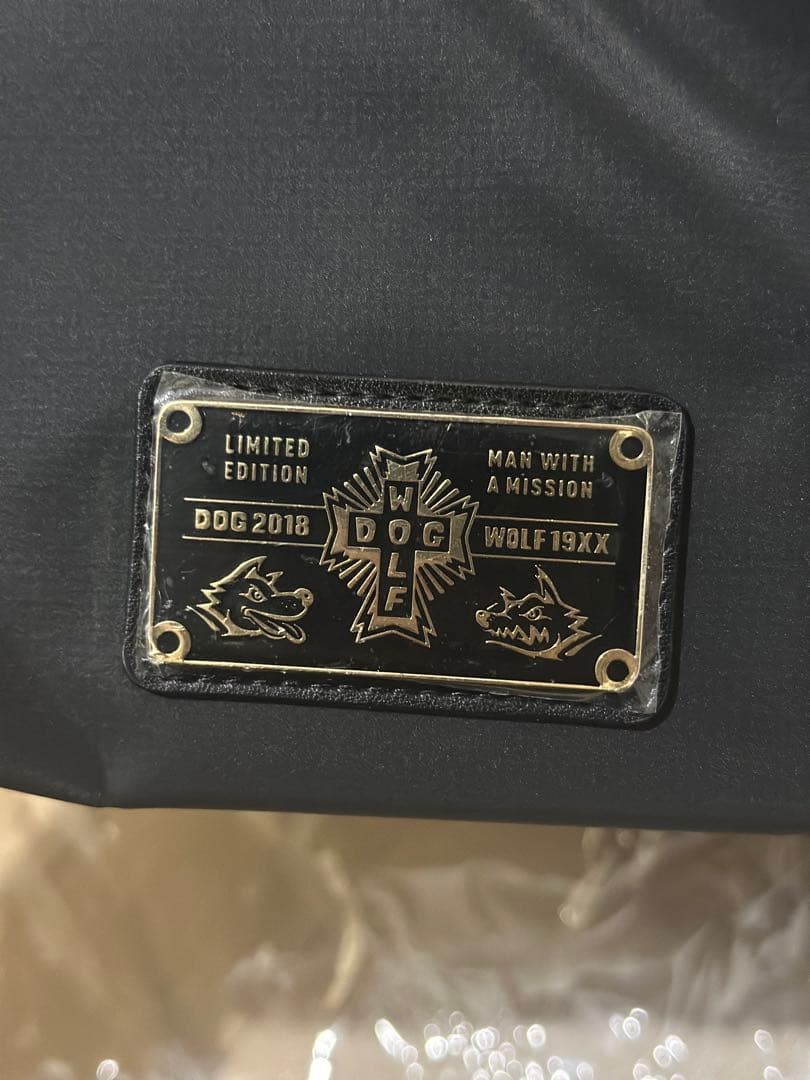 LIMITED
EDITION
DOG 2018
WOLF
DOG
MAN WITH
A MISSION
WOLF 19XX